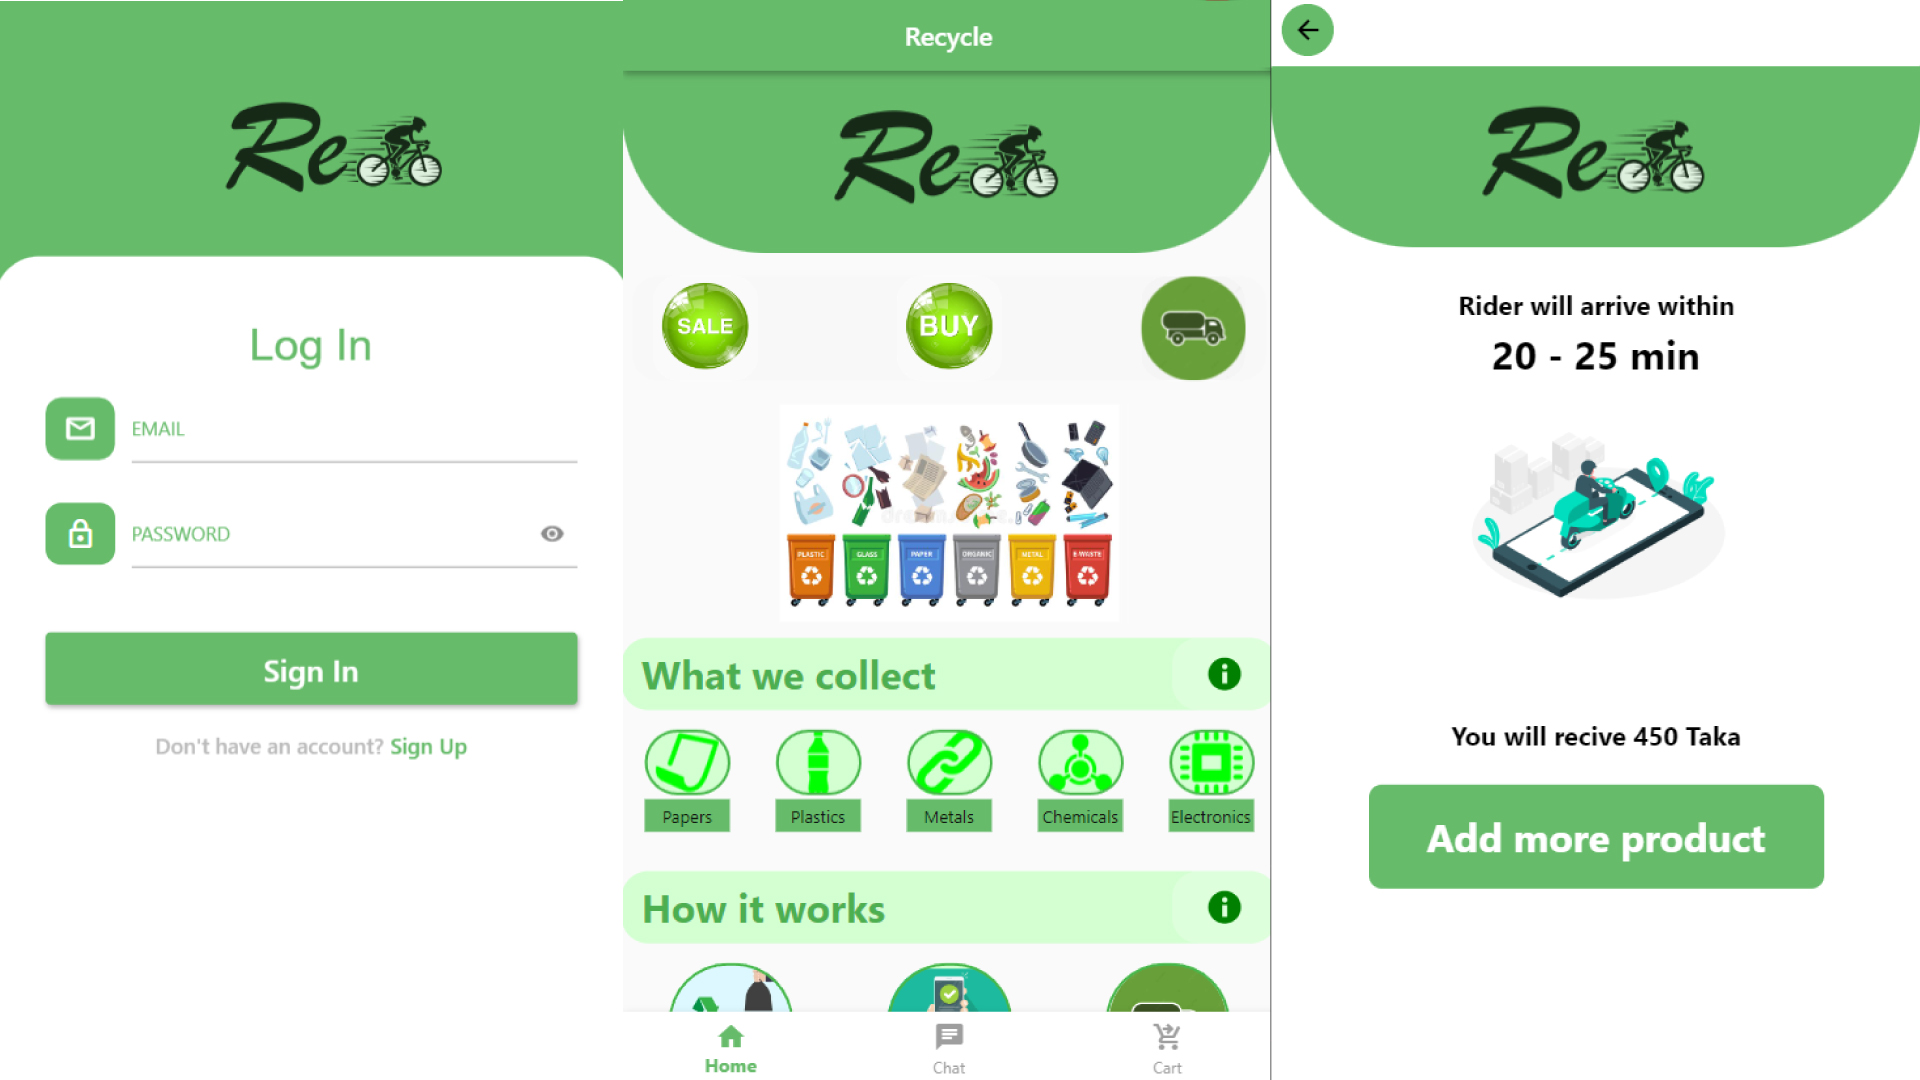 Re
Log In
EMAIL
PASSWORD
Sign In
Don't have an account? Sign Up
Recycle
Re
SALE
BUY
PLASTIC
GLASS
PAPER
ORGANIC
METAL
E-WASTE
What we collect
Papers
Plastics
Metals
Chemicals
Electronics
How it works
Home
Chat
Cart
Re
Rider will arrive within
20 - 25 min
You will recive 450 Taka
Add more product